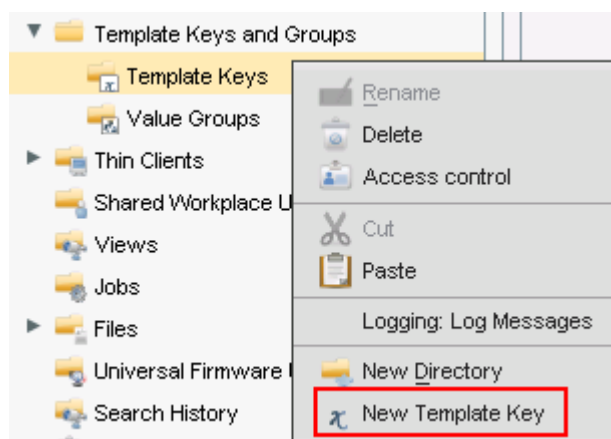 Template Keys and Groups
Template Keys
Value Groups
Thin Clients
Shared Workplace U
Views
Jobs
Files
Universal Firmware
Search History
Rename
Delete
Access control
Cut
Paste
Logging: Log Messages
New Directory
New Template Key